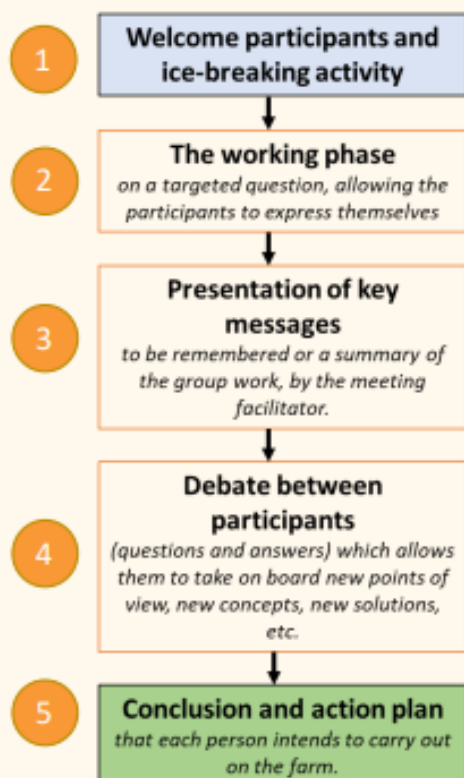 1
Welcome participants and
ice-breaking activity
2
The working phase
on a targeted question, allowing the
participants to express themselves
3
Presentation of key
messages
to be remembered or a summary of
the group work, by the meeting
facilitator.
4
Debate between
participants
(questions and answers) which allows
them to take on board new points of
view, new concepts, new solutions,
etc.
5
Conclusion and action plan
that each person intends to carry out
on the farm.